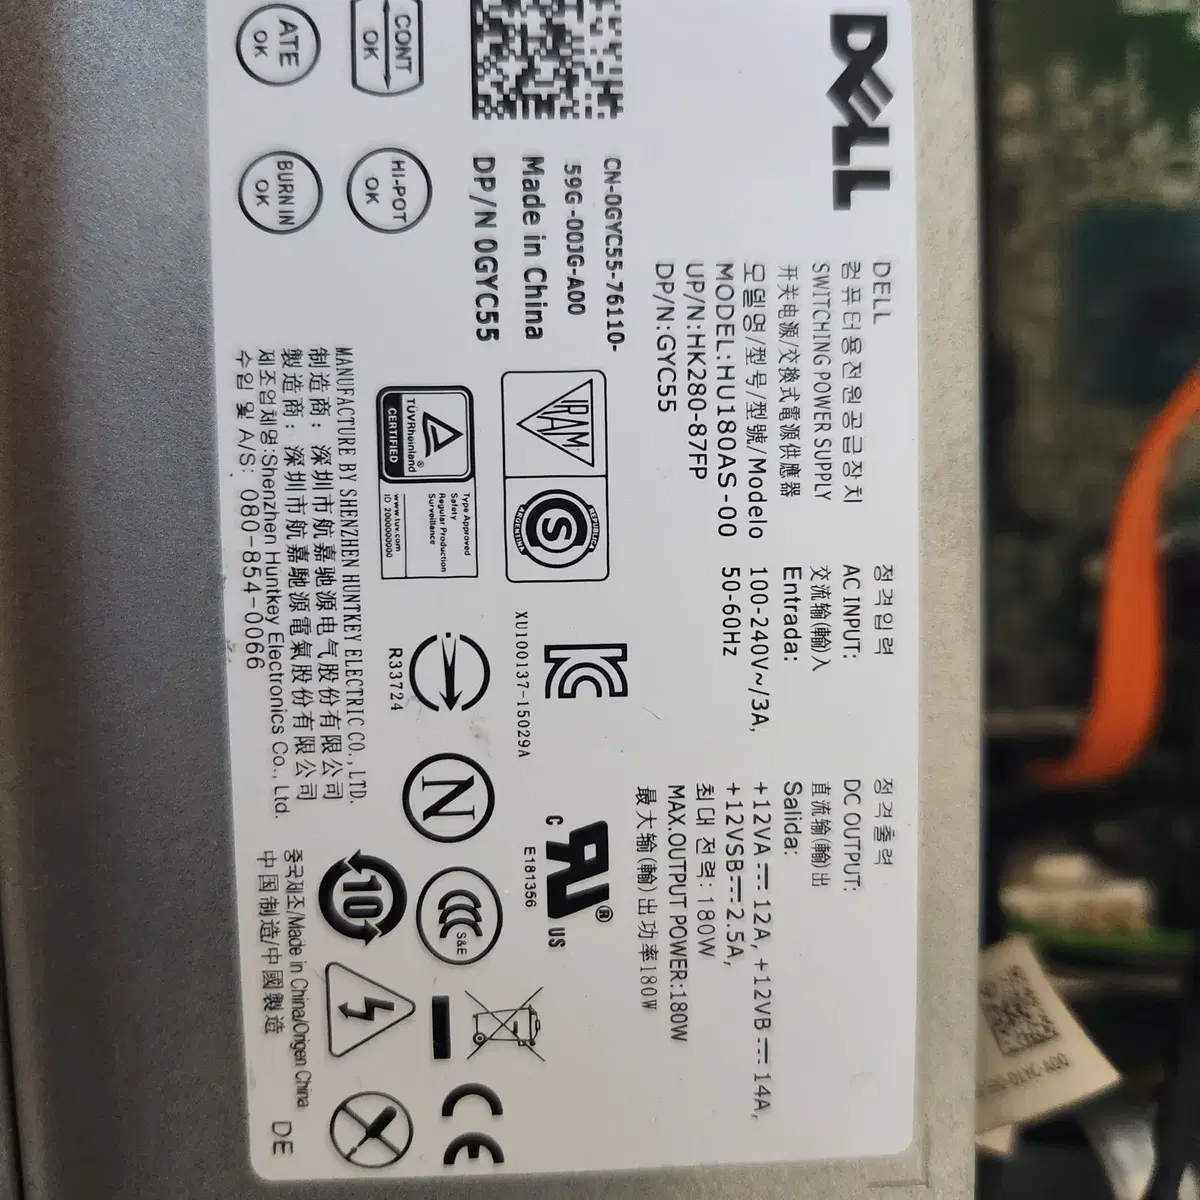 DELL
DELL
컴퓨터용전원공급장치
SWITCHING POWER SUPPLY
开关电源/交換式電源供應器
모델명/型号/型號/Modelo
MODEL:HU180AS-00
UP/N:HK280-87FP
DP/N:GYC55
정격입력
AC INPUT:
交流输(輸)入
Entrada:
100-240V~/3A,
50-60Hz
정격출력
DC OUTPUT:
直流输(輸)出
Salida:
+12VA⎓12A, +12VB⎓14A,
+12VSB⎓2.5A,
최대 전력: 180W
MAX.OUTPUT POWER:180W
最大输(輸)出功率180W
CN-0GYC55-76110-
59G-00JG-A00
Made in China
DP/N 0GYC55
CONT
OK
HI-POT
OK
ATE
OK
BURN IN
OK
IRAM
S
REPUBLICA
ARGENTINA
TÜVRheinland®
CERTIFIED
Type Approved
Safety
Regular Production
Surveillance
www.tuv.com
ID 2000000000
XU100137-15029A
R33724
N
c UR® US
E181356
CCC
S&E
10
CE
MANUFACTURE BY SHENZHEN HUNTKEY ELECTRIC CO., LTD.
制造商: 深圳市航嘉驰源电气股份有限公司
製造商: 深圳市航嘉馳源電氣股份有限公司
제조업체명:Shenzhen Huntkey Electronics Co., Ltd.
수입 및 A/S: 080-854-0066
중국제조/Made in China/Origen China
中国制造/中國製造
DE